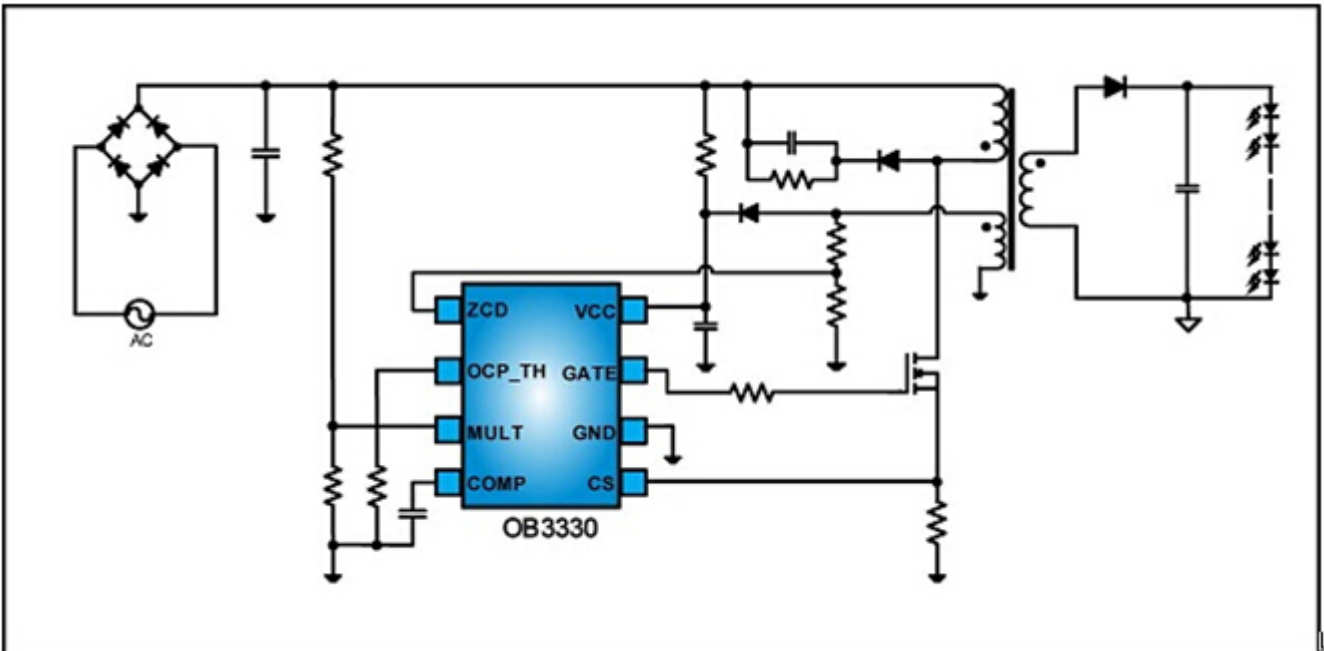 AC
ZCD
VCC
OCP_TH
GATE
MULT
GND
COMP
CS
OB3330